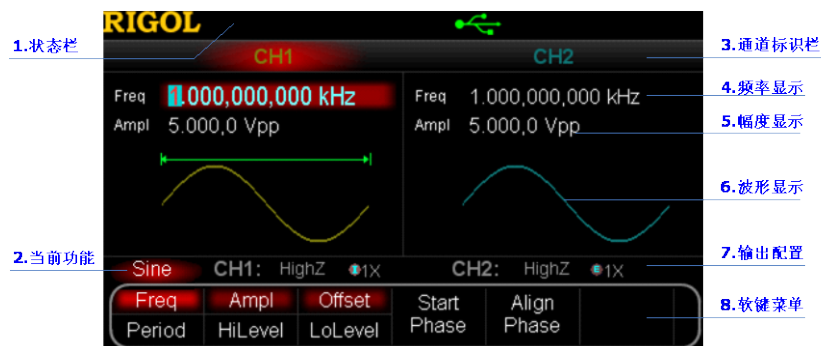 RIGOL
1.状态栏
CH1 CH2
3.通道标识栏
Freq 1.000,000,000 kHz Freq 1.000,000,000 kHz
4.频率显示
Ampl 5.000,0 Vpp Ampl 5.000,0 Vpp
5.幅度显示
6.波形显示
2.当前功能
Sine CH1: HighZ 1X CH2: HighZ 1X
7.输出配置
Freq Ampl Offset Start Phase Align Phase
Period HiLevel LoLevel
8.软键菜单